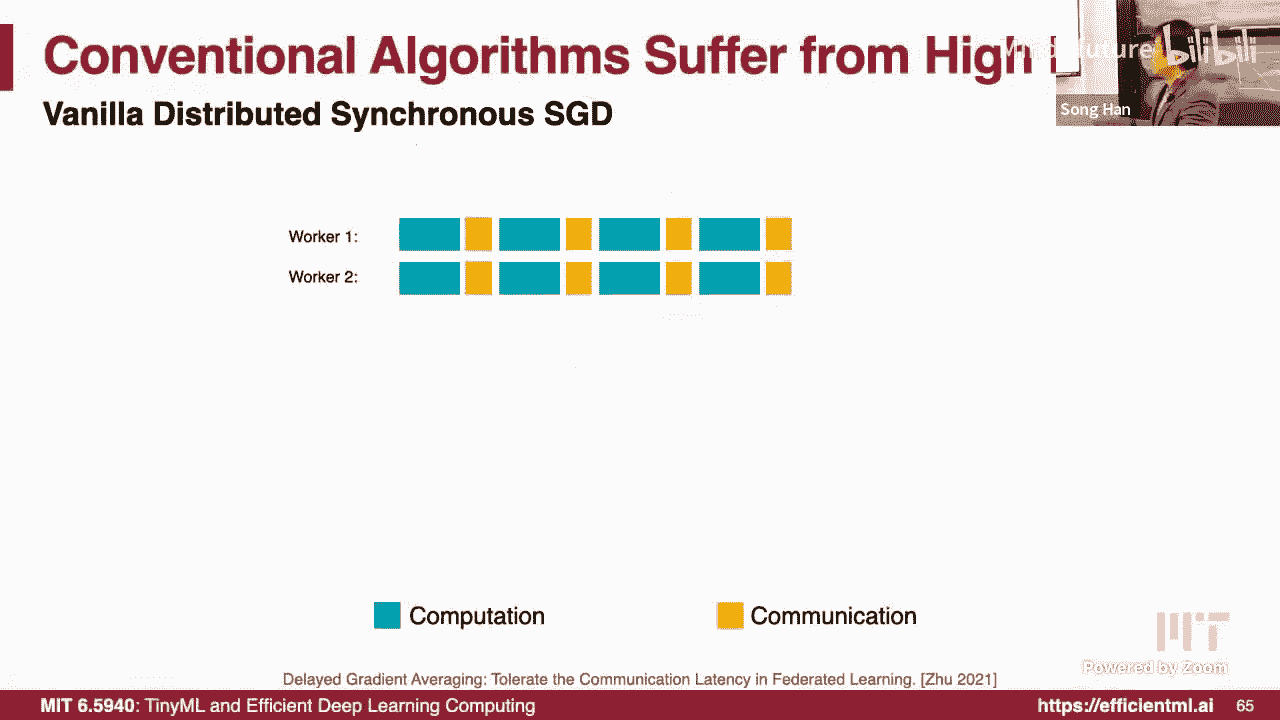 Conventional Algorithms Suffer from High
Vanilla Distributed Synchronous SGD
bilibili
Song Han
Worker 1:
Worker 2:
Computation
Communication
MIT
Powered by Zoom
Delayed Gradient Averaging: Tolerate the Communication Latency in Federated Learning. [Zhu 2021]
MIT 6.5940: TinyML and Efficient Deep Learning Computing
https://efficientml.ai
65